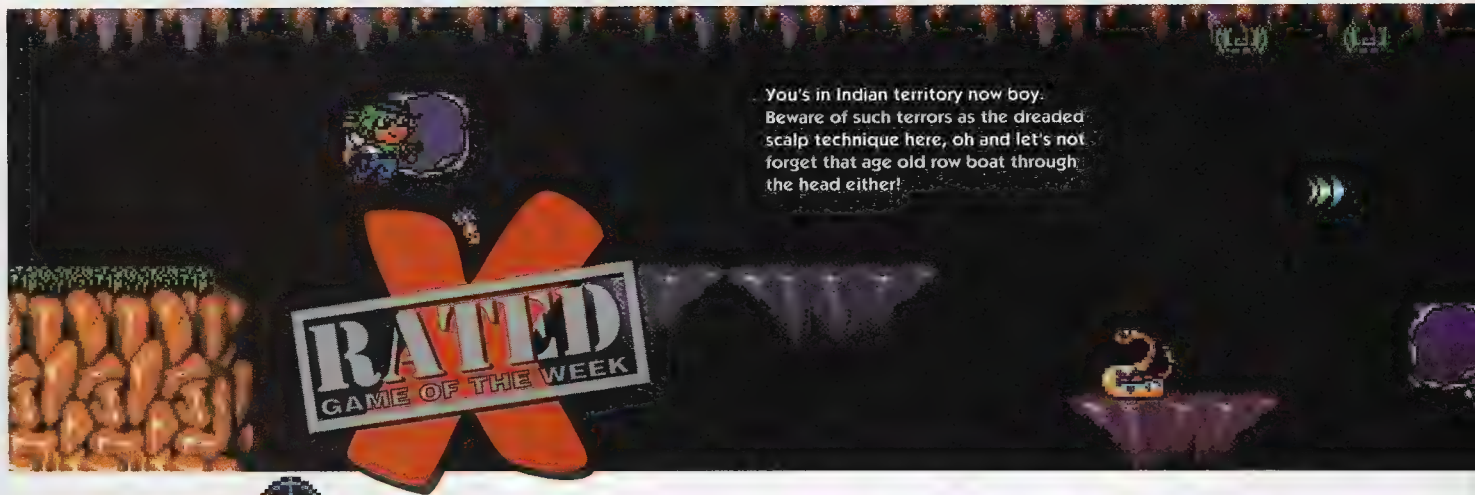 You's in Indian territory now boy.
Beware of such terrors as the dreaded
scalp technique here, oh and let's not
forget that age old row boat through
the head either!
X
RATED
GAME OF THE WEEK